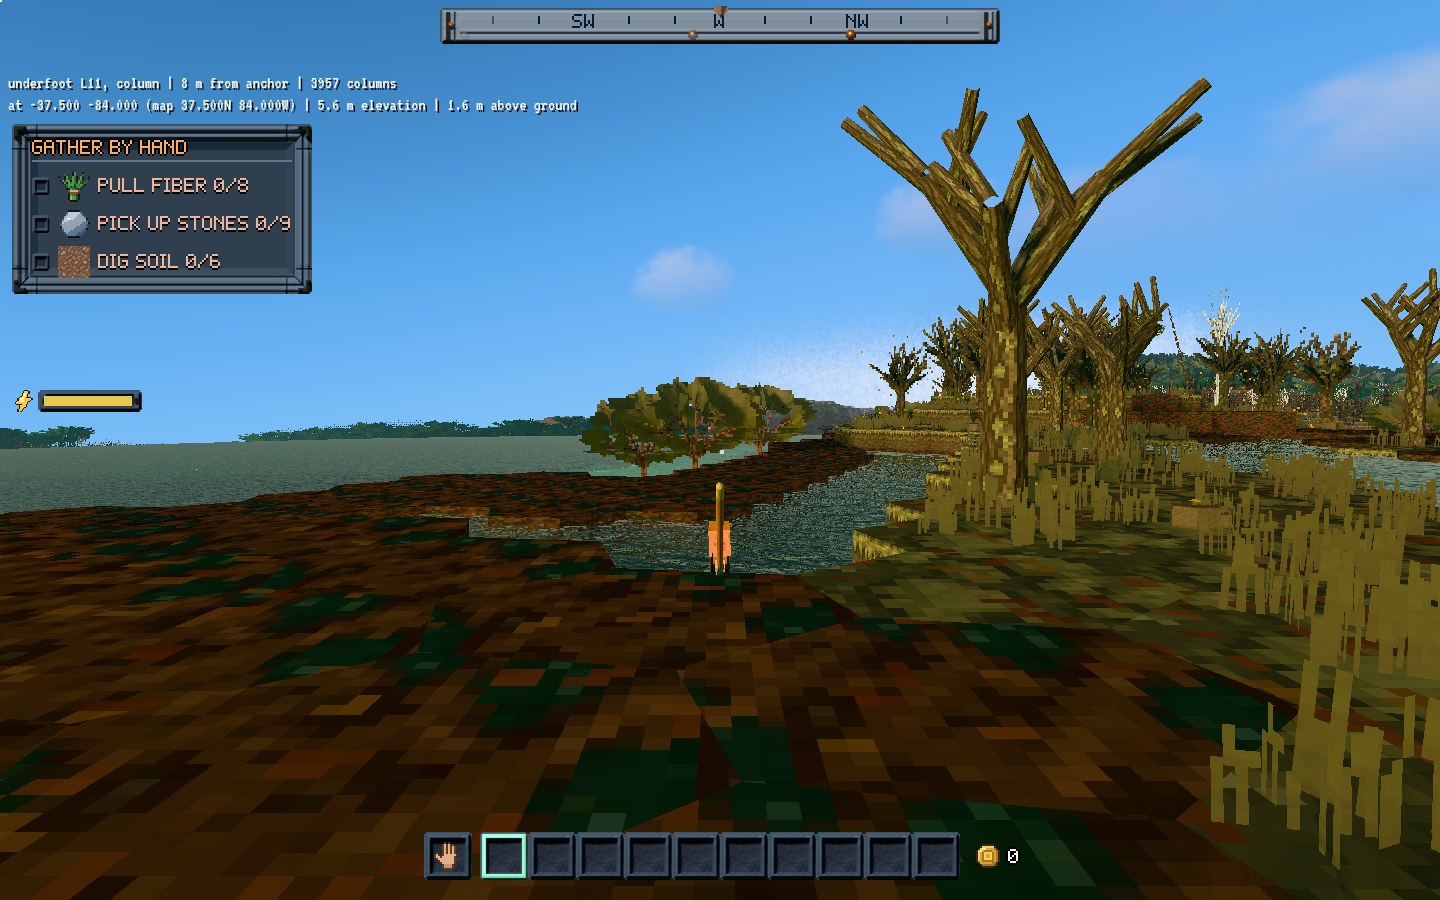 SW W NW
underfoot L11, column | 8 m from anchor | 3957 columns
at -37.500 -84.000 (map 37.500N 84.000W) | 5.6 m elevation | 1.6 m above ground
GATHER BY HAND
PULL FIBER 0/8
PICK UP STONES 0/9
DIG SOIL 0/6
0